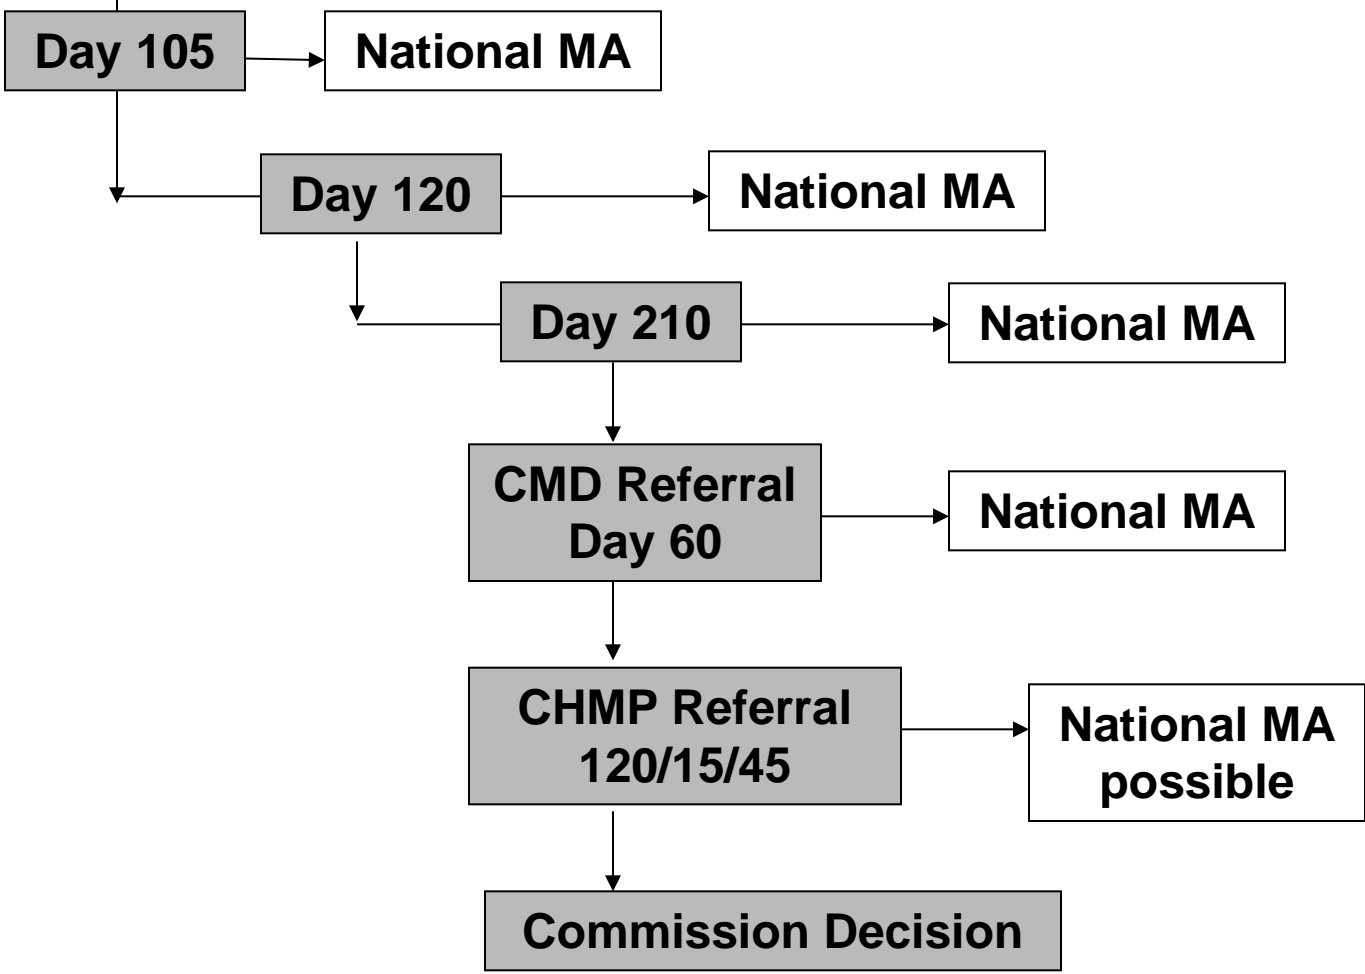 Day 105
National MA
Day 120
National MA
Day 210
National MA
CMD Referral
Day 60
National MA
CHMP Referral
120/15/45
National MA
possible
Commission Decision